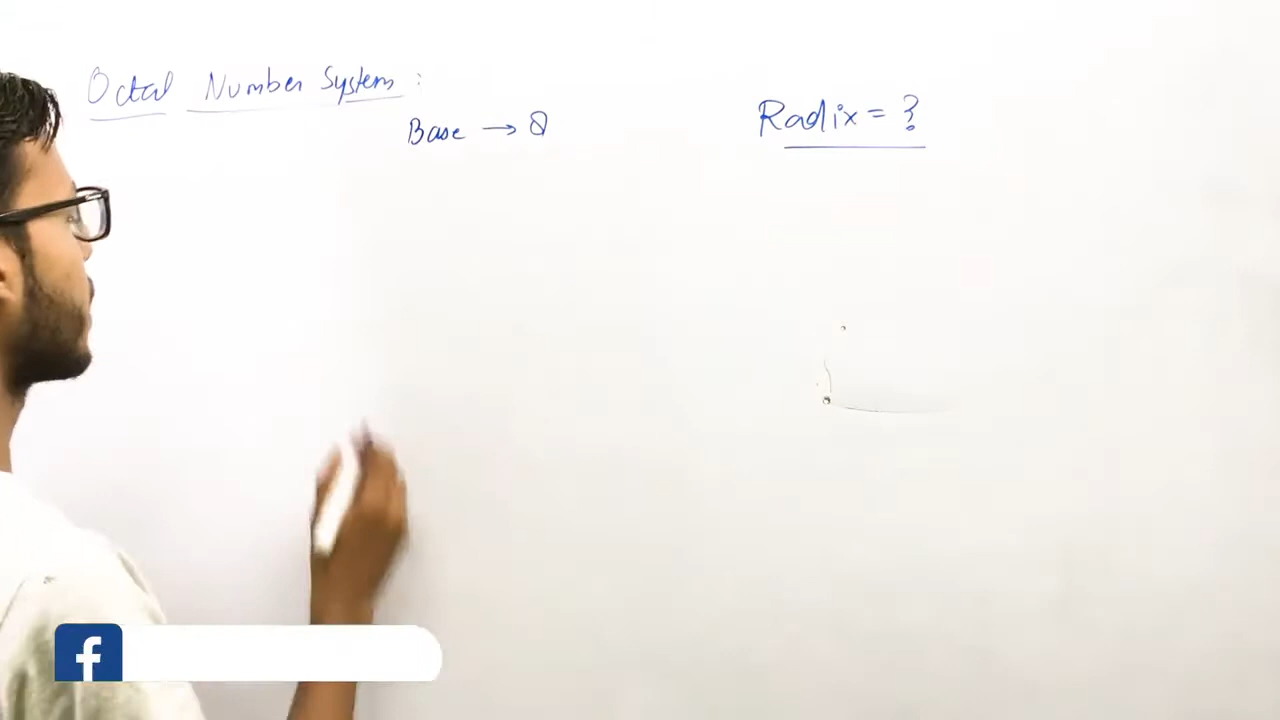 Octal Number System :
Base → 8
Radix = ?